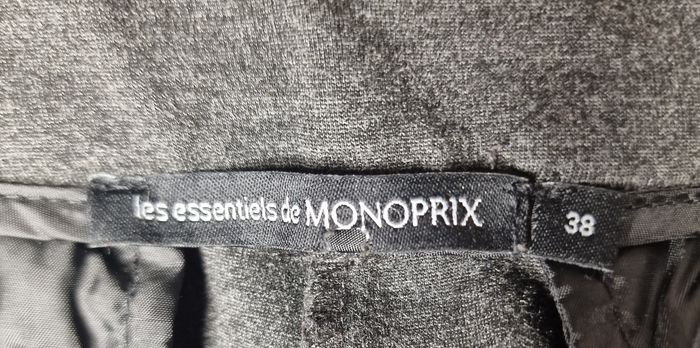 les essentiels de MONOPRIX
38